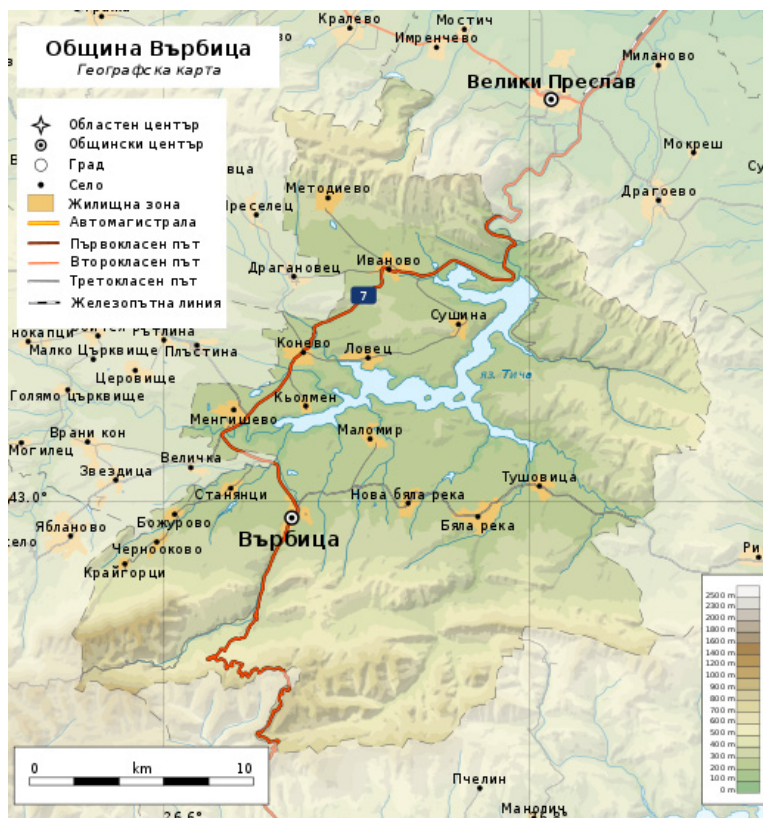 Община Върбица
Географска карта
Областен център
Общински център
Град
Село
Жилищна зона
Автомагистрала
Първокласен път
Второкласен път
Третокласен път
Железопътна линия
Кралево
Мостич
Имренчево
Миланово
Велики Преслав
Мокреш
Драгоево
Методиево
Преселец
Драгановец
Иваново
7
Сушина
Конево
Ловец
яз. Тича
Малко Църквище
Плъстина
Церовище
Голямо църквище
Менгишево
Кьолмен
Маломир
Врани кон
Могилец
Звездица
Величка
43.0°
Станянци
Нова бяла река
Тушовица
Бяла река
Божурово
Ябланово
Върбица
Чернооково
Крайгорци
Ри
2500 m
2300 m
2000 m
1800 m
1600 m
1400 m
1200 m
1000 m
900 m
800 m
700 m
600 m
500 m
400 m
300 m
200 m
100 m
0 m
0 km 10
Пчелин
Манолич